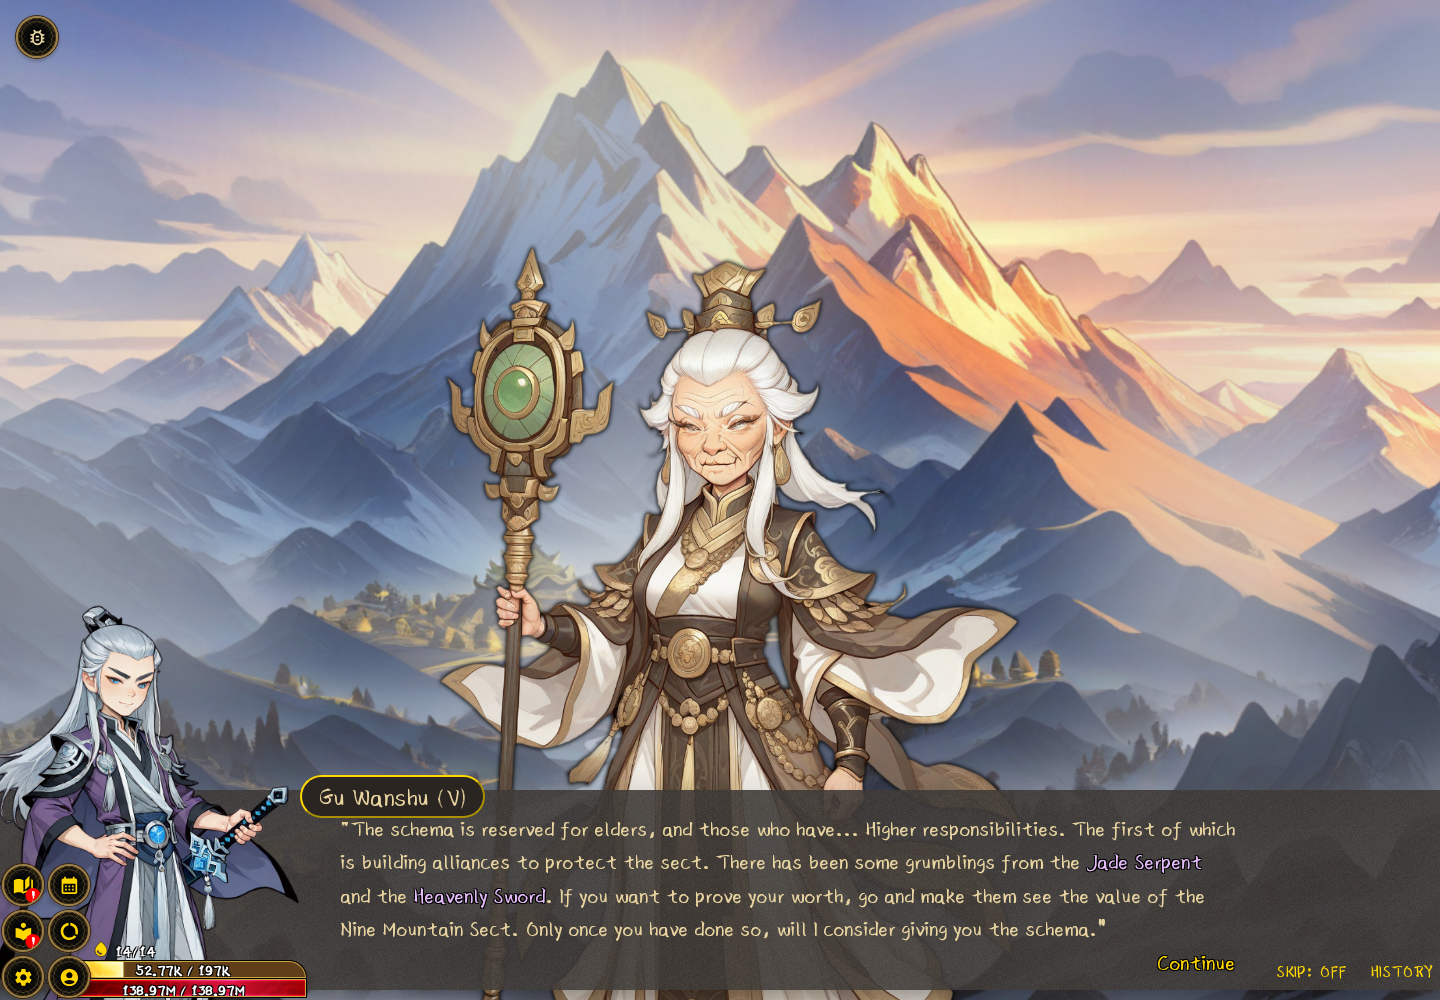 Gu Wanshu (V)
"The schema is reserved for elders, and those who have... Higher responsibilities. The first of which
is building alliances to protect the sect. There has been some grumblings from the Jade Serpent
and the Heavenly Sword. If you want to prove your worth, go and make them see the value of the
Nine Mountain Sect. Only once you have done so, will I consider giving you the schema."
Continue
SKIP: OFF HISTORY
14/14
52.77K / 197K
138.97M / 138.97M